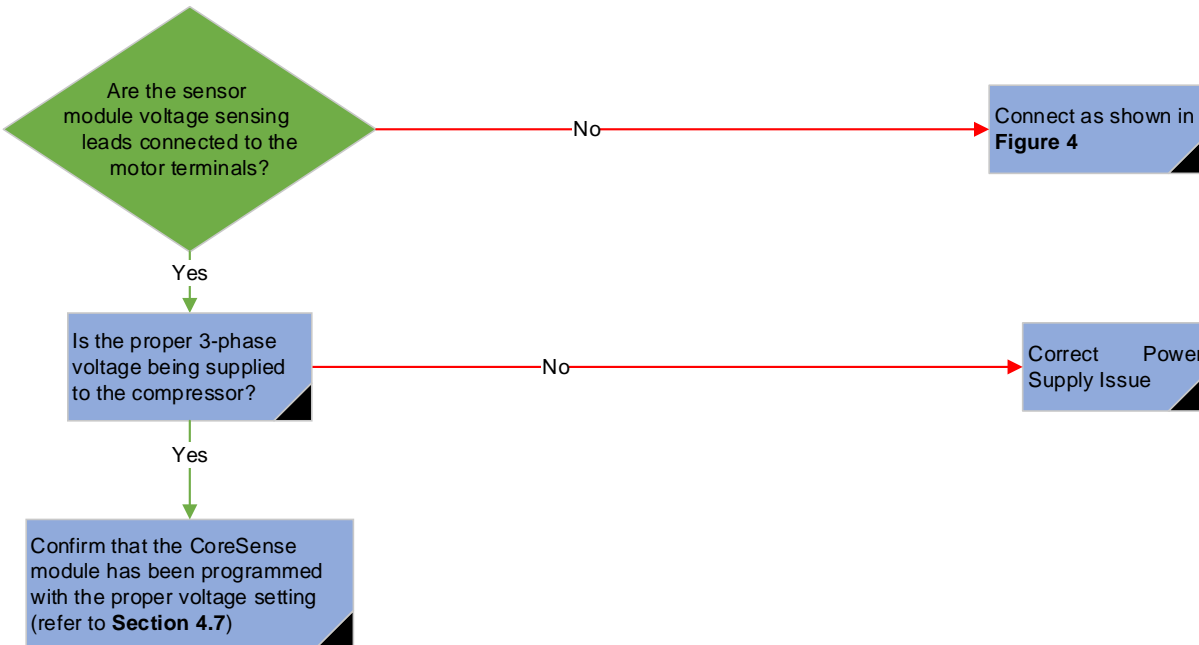 Are the sensor
module voltage sensing
leads connected to the
motor terminals?
No
Connect as shown in
Figure 4
Yes
Is the proper 3-phase
voltage being supplied
to the compressor?
No
Correct Power
Supply Issue
Yes
Confirm that the CoreSense
module has been programmed
with the proper voltage setting
(refer to Section 4.7)